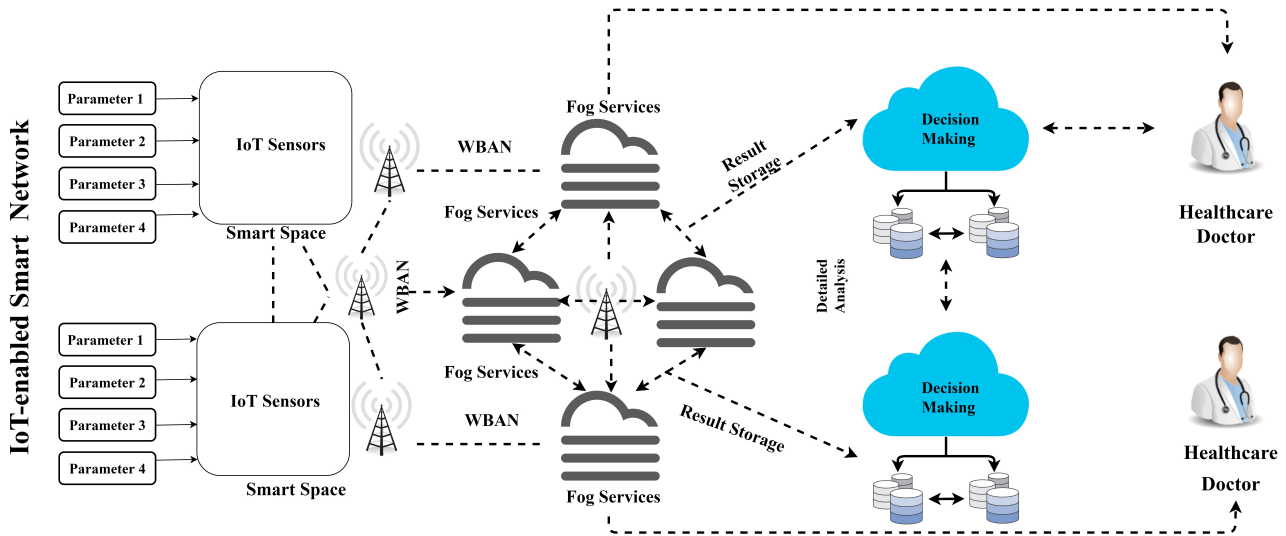 IoT-enabled Smart Network
Parameter 1
Parameter 2
Parameter 3
Parameter 4
IoT Sensors
Smart Space
Parameter 1
Parameter 2
Parameter 3
Parameter 4
IoT Sensors
Smart Space
WBAN
WBAN
WBAN
Fog Services
Fog Services
Fog Services
Fog Services
Result
Storage
Result Storage
Decision
Making
Detailed
Analysis
Decision
Making
Healthcare
Doctor
Healthcare
Doctor